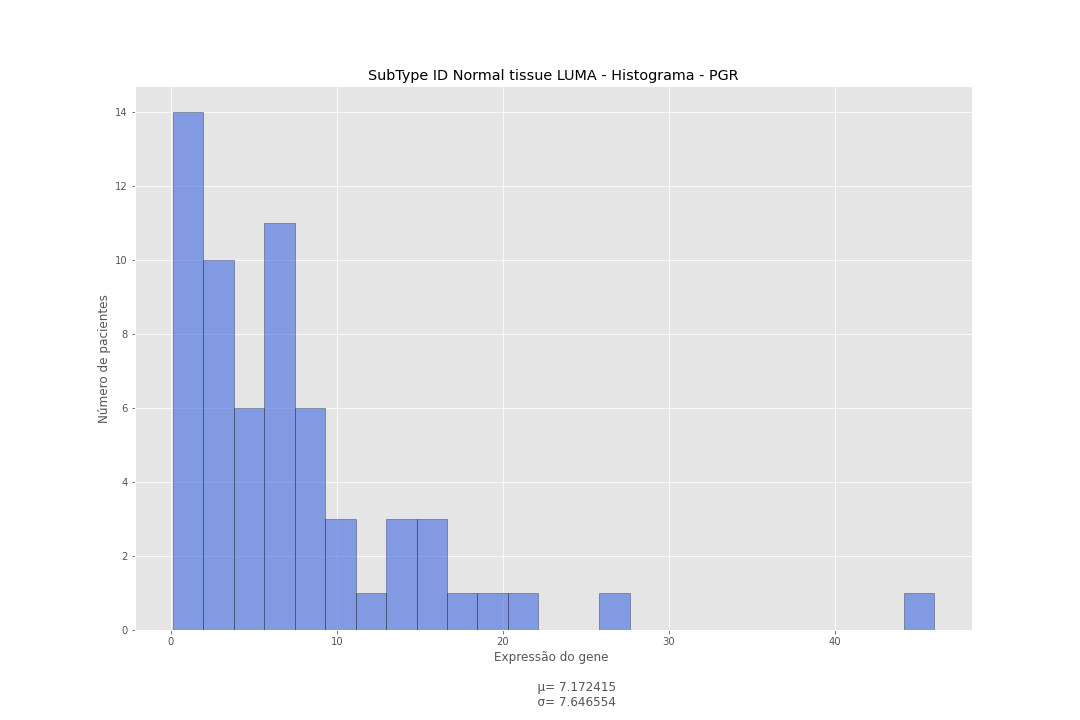 SubType ID Normal tissue LUMA - Histograma - PGR
14
12
10
8
6
4
2
0
Número de pacientes
0 10 20 30 40
Expressão do gene
μ= 7.172415
σ= 7.646554